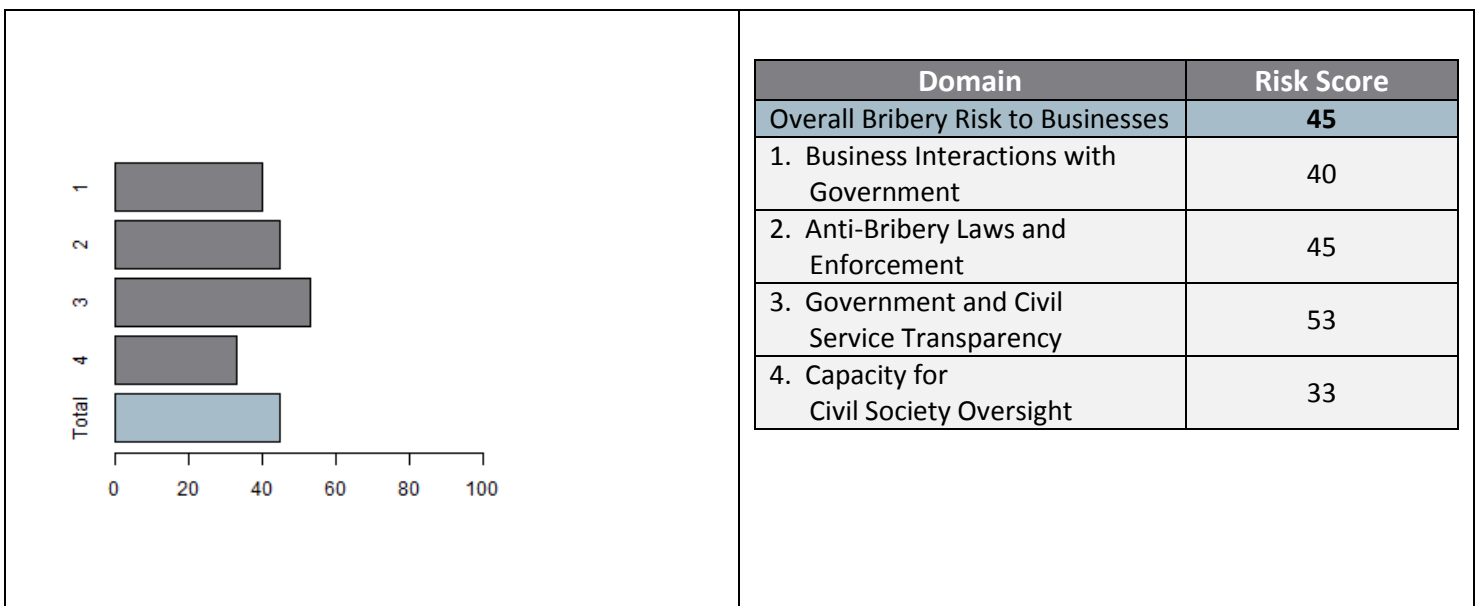 1
2
3
4
Total
0 20 40 60 80 100
Domain Risk Score
Overall Bribery Risk to Businesses 45
1. Business Interactions with
Government 40
2. Anti-Bribery Laws and
Enforcement 45
3. Government and Civil
Service Transparency 53
4. Capacity for
Civil Society Oversight 33